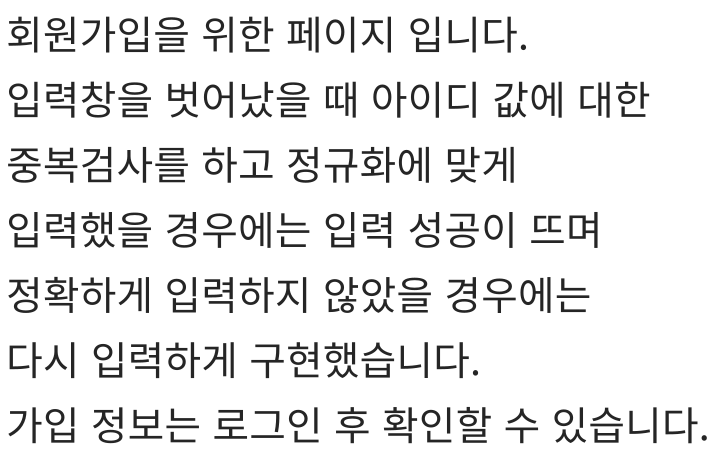 회원가입을 위한 페이지 입니다.
입력창을 벗어났을 때 아이디 값에 대한
중복검사를 하고 정규화에 맞게
입력했을 경우에는 입력 성공이 뜨며
정확하게 입력하지 않았을 경우에는
다시 입력하게 구현했습니다.
가입 정보는 로그인 후 확인할 수 있습니다.